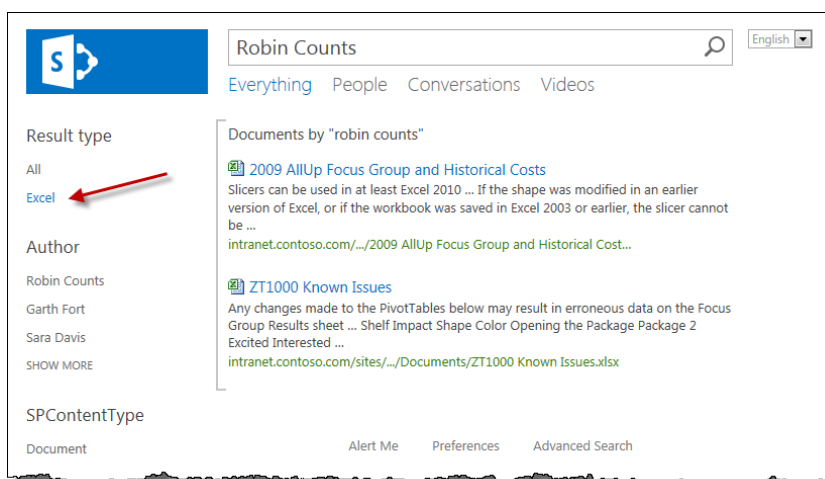 S
Robin Counts
English
Everything People Conversations Videos
Result type
All
Excel
Author
Robin Counts
Garth Fort
Sara Davis
SHOW MORE
SPContentType
Document
Documents by "robin counts"
2009 AllUp Focus Group and Historical Costs
Slicers can be used in at least Excel 2010 ... If the shape was modified in an earlier
version of Excel, or if the workbook was saved in Excel 2003 or earlier, the slicer cannot
be ...
intranet.contoso.com/.../2009 AllUp Focus Group and Historical Cost...
ZT1000 Known Issues
Any changes made to the PivotTables below may result in erroneous data on the Focus
Group Results sheet ... Shelf Impact Shape Color Opening the Package Package 2
Excited Interested ...
intranet.contoso.com/sites/.../Documents/ZT1000 Known Issues.xlsx
Alert Me Preferences Advanced Search